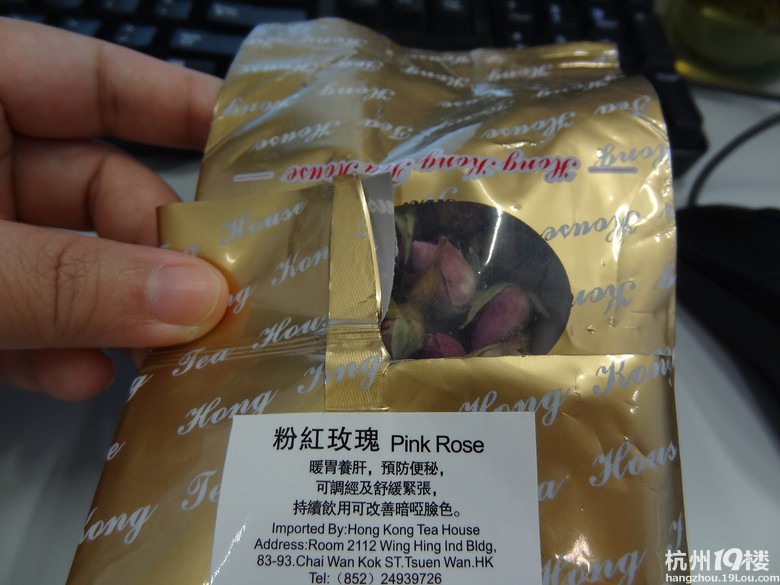 Hong Kong Tea House
粉紅玫瑰 Pink Rose
暖胃養肝，預防便秘，
可調經及舒緩緊張，
持續飲用可改善暗啞臉色。
Imported By:Hong Kong Tea House
Address:Room 2112 Wing Hing Ind Bldg,
83-93.Chai Wan Kok ST.Tsuen Wan.HK
Tel:（852）24939726
杭州19楼
hangzhou.19Lou.com